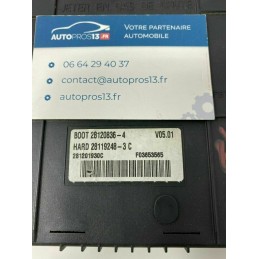 VOTRE PARTENAIRE
AUTOMOBILE
AUTOPROS13.FR
06 64 29 40 37
contact@autopros13.fr
autopros13.fr
BOOT 28120836-4 V05.01
HARD 28119248-3 C
281201930C F03653565